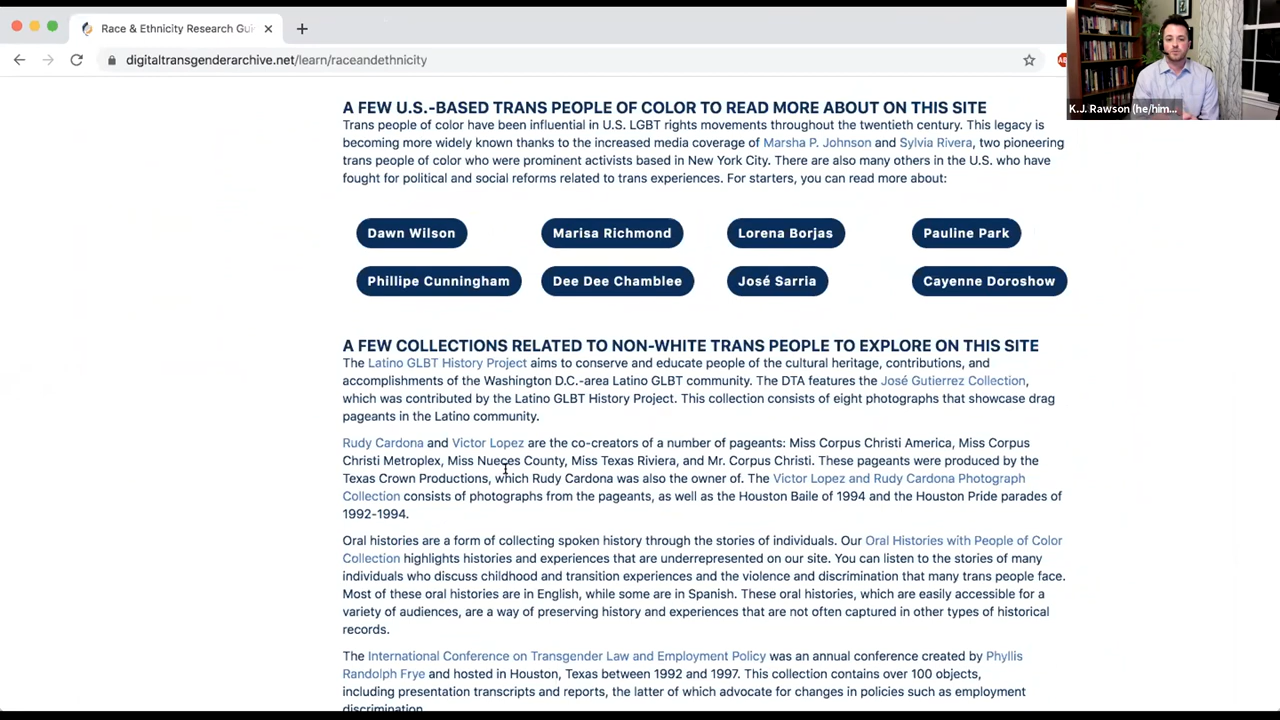 Race & Ethnicity Research Gui
digitaltransgenderarchive.net/learn/raceandethnicity
K.J. Rawson (he/him...
A FEW U.S.-BASED TRANS PEOPLE OF COLOR TO READ MORE ABOUT ON THIS SITE
Trans people of color have been influential in U.S. LGBT rights movements throughout the twentieth century. This legacy is
becoming more widely known thanks to the increased media coverage of Marsha P. Johnson and Sylvia Rivera, two pioneering
trans people of color who were prominent activists based in New York City. There are also many others in the U.S. who have
fought for political and social reforms related to trans experiences. For starters, you can read more about:
Dawn Wilson Marisa Richmond Lorena Borjas Pauline Park
Phillipe Cunningham Dee Dee Chamblee José Sarria Cayenne Doroshow
A FEW COLLECTIONS RELATED TO NON-WHITE TRANS PEOPLE TO EXPLORE ON THIS SITE
The Latino GLBT History Project aims to conserve and educate people of the cultural heritage, contributions, and
accomplishments of the Washington D.C.-area Latino GLBT community. The DTA features the José Gutierrez Collection,
which was contributed by the Latino GLBT History Project. This collection consists of eight photographs that showcase drag
pageants in the Latino community.
Rudy Cardona and Victor Lopez are the co-creators of a number of pageants: Miss Corpus Christi America, Miss Corpus
Christi Metroplex, Miss Nueces County, Miss Texas Riviera, and Mr. Corpus Christi. These pageants were produced by the
Texas Crown Productions, which Rudy Cardona was also the owner of. The Victor Lopez and Rudy Cardona Photograph
Collection consists of photographs from the pageants, as well as the Houston Baile of 1994 and the Houston Pride parades of
1992-1994.
Oral histories are a form of collecting spoken history through the stories of individuals. Our Oral Histories with People of Color
Collection highlights histories and experiences that are underrepresented on our site. You can listen to the stories of many
individuals who discuss childhood and transition experiences and the violence and discrimination that many trans people face.
Most of these oral histories are in English, while some are in Spanish. These oral histories, which are easily accessible for a
variety of audiences, are a way of preserving history and experiences that are not often captured in other types of historical
records.
The International Conference on Transgender Law and Employment Policy was an annual conference created by Phyllis
Randolph Frye and hosted in Houston, Texas between 1992 and 1997. This collection contains over 100 objects,
including presentation transcripts and reports, the latter of which advocate for changes in policies such as employment
discrimination.